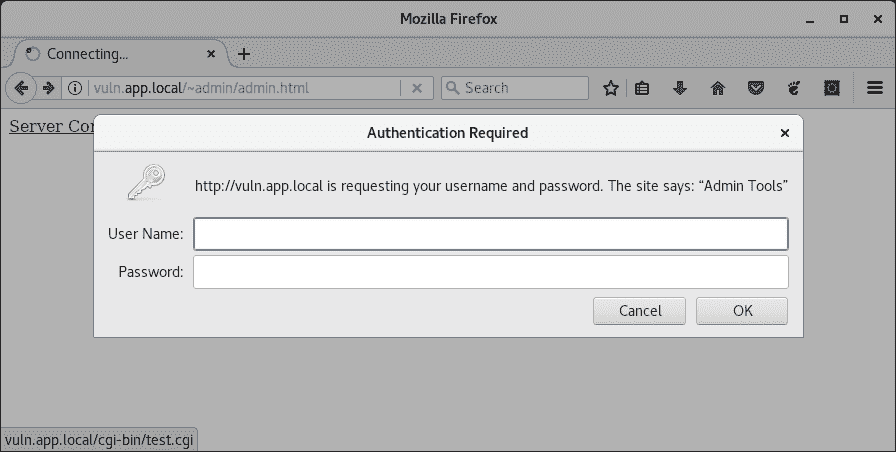 Mozilla Firefox
Connecting...
vuln.app.local/~admin/admin.html
Search
Server Con
Authentication Required
http://vuln.app.local is requesting your username and password. The site says: “Admin Tools”
User Name:
Password:
Cancel
OK
vuln.app.local/cgi-bin/test.cgi